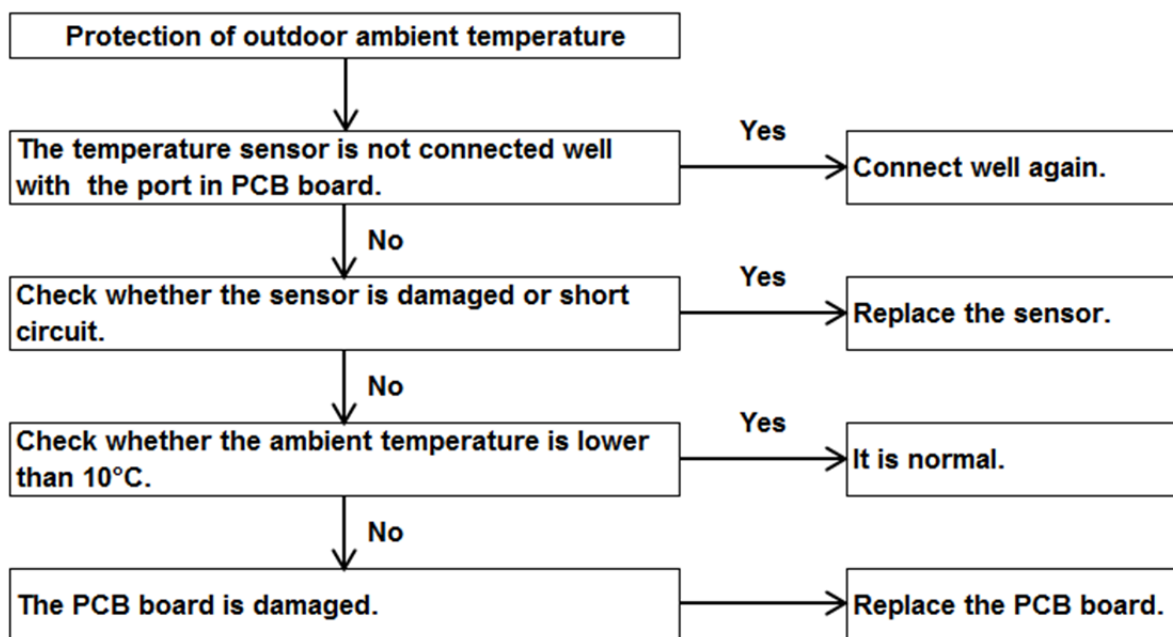 Protection of outdoor ambient temperature
Yes
The temperature sensor is not connected well
with the port in PCB board.
Connect well again.
No
Yes
Check whether the sensor is damaged or short
circuit.
Replace the sensor.
No
Yes
Check whether the ambient temperature is lower
than 10°C.
It is normal.
No
The PCB board is damaged.
Replace the PCB board.